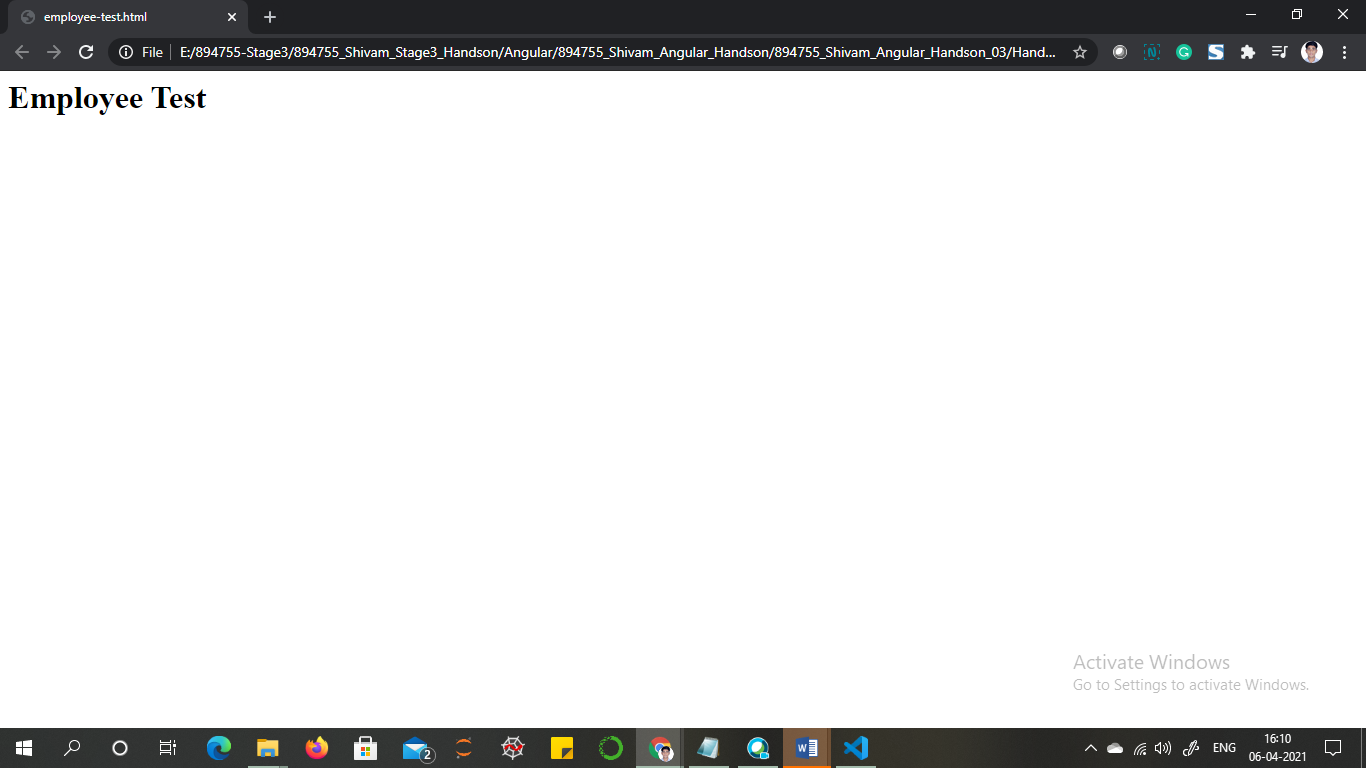 employee-test.html
File
E:/894755-Stage3/894755_Shivam_Stage3_Handson/Angular/894755_Shivam_Angular_Handson/894755_Shivam_Angular_Handson_03/Hand...
Employee Test
Activate Windows
Go to Settings to activate Windows.
2
ENG
16:10
06-04-2021